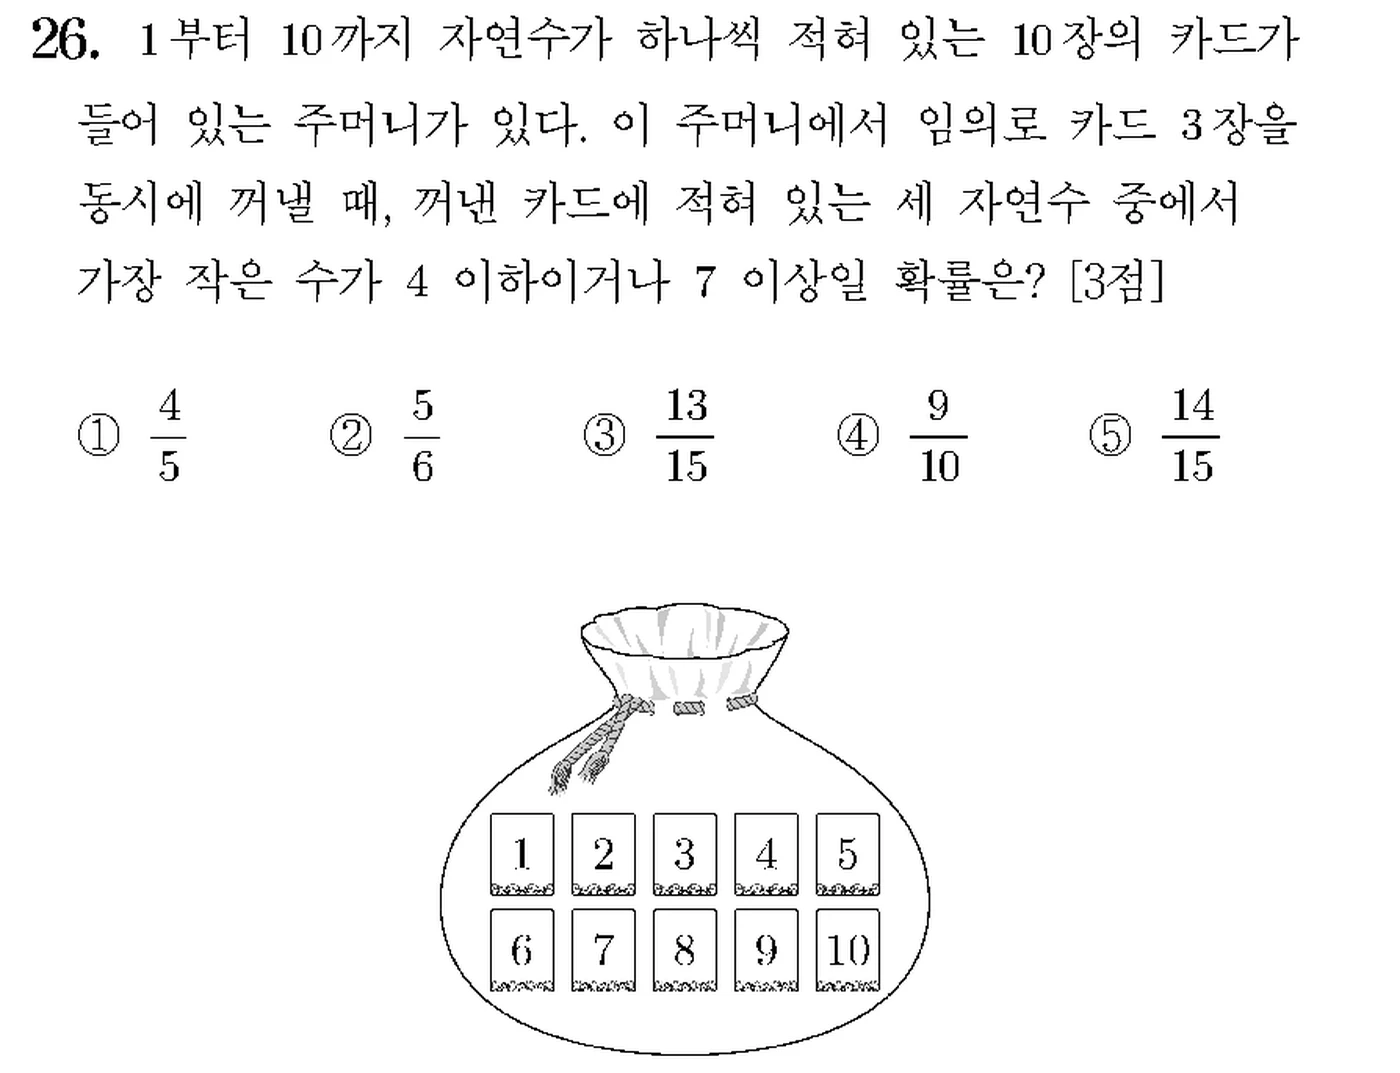 26. 1부터 10까지 자연수가 하나씩 적혀 있는 10장의 카드가
들어 있는 주머니가 있다. 이 주머니에서 임의로 카드 3장을
동시에 꺼낼 때, 꺼낸 카드에 적혀 있는 세 자연수 중에서
가장 작은 수가 4 이하이거나 7 이상일 확률은? [3점]
① 4/5 ② 5/6 ③ 13/15 ④ 9/10 ⑤ 14/15
1 2 3 4 5
6 7 8 9 10